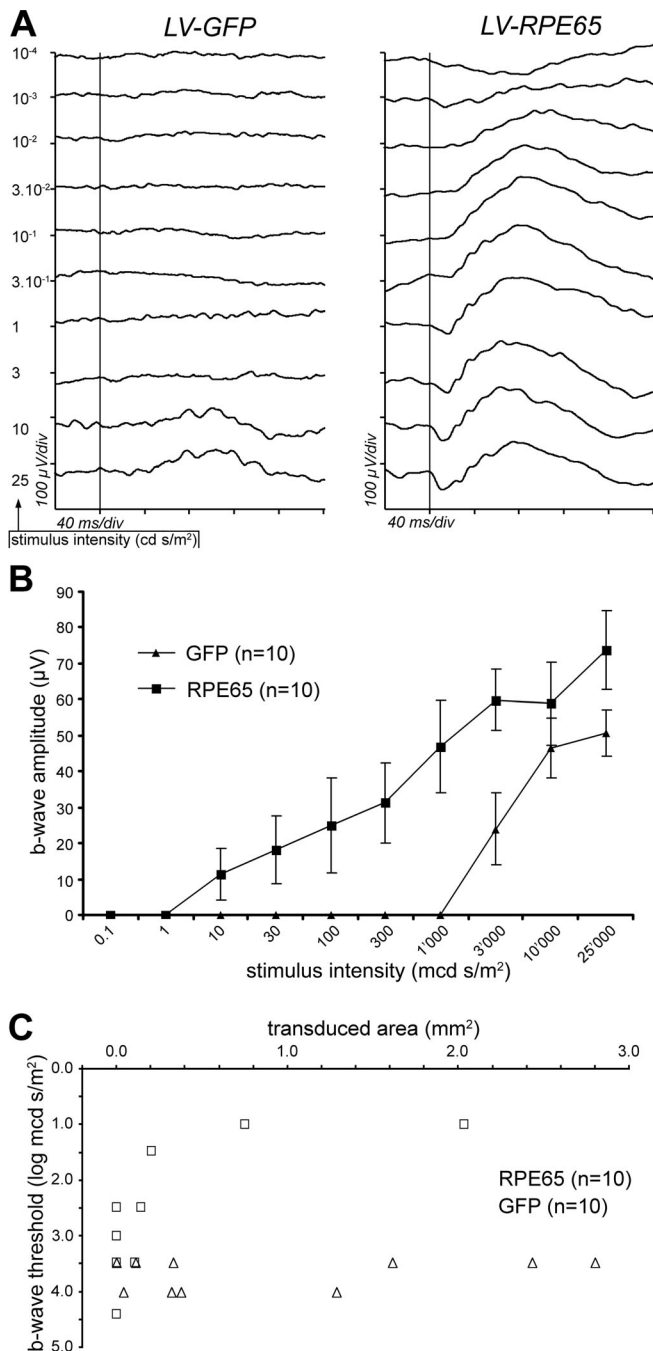 A
LV-GFP
LV-RPE65
10-4
10-3
10-2
3.10-2
10-1
3.10-1
1
3
10
25
100 µV/div
100 µV/div
40 ms/div
40 ms/div
stimulus intensity (cd s/m²)
B
90
80
70
60
50
40
30
20
10
0
b-wave amplitude (µV)
GFP (n=10)
RPE65 (n=10)
0.1
1
10
30
100
300
1'000
3'000
10'000
25'000
stimulus intensity (mcd s/m²)
C
transduced area (mm²)
0.0
1.0
2.0
3.0
0.0
1.0
2.0
3.0
4.0
5.0
b-wave threshold (log mcd s/m²)
RPE65 (n=10)
GFP (n=10)